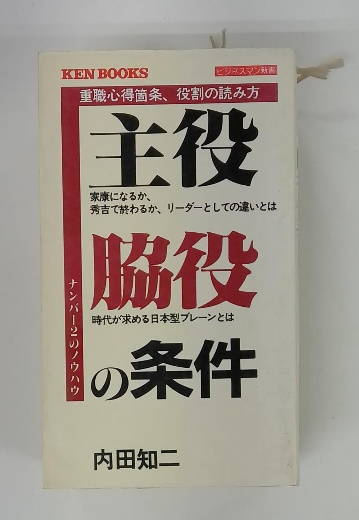 KEN BOOKS
ビジネスマン新書
重職心得箇条、役割の読み方
主役
家康になるか、
秀吉で終わるか、リーダーとしての違いとは
脇役
時代が求める日本型ブレーンとは
の条件
ナンバー2のノウハウ
内田知二